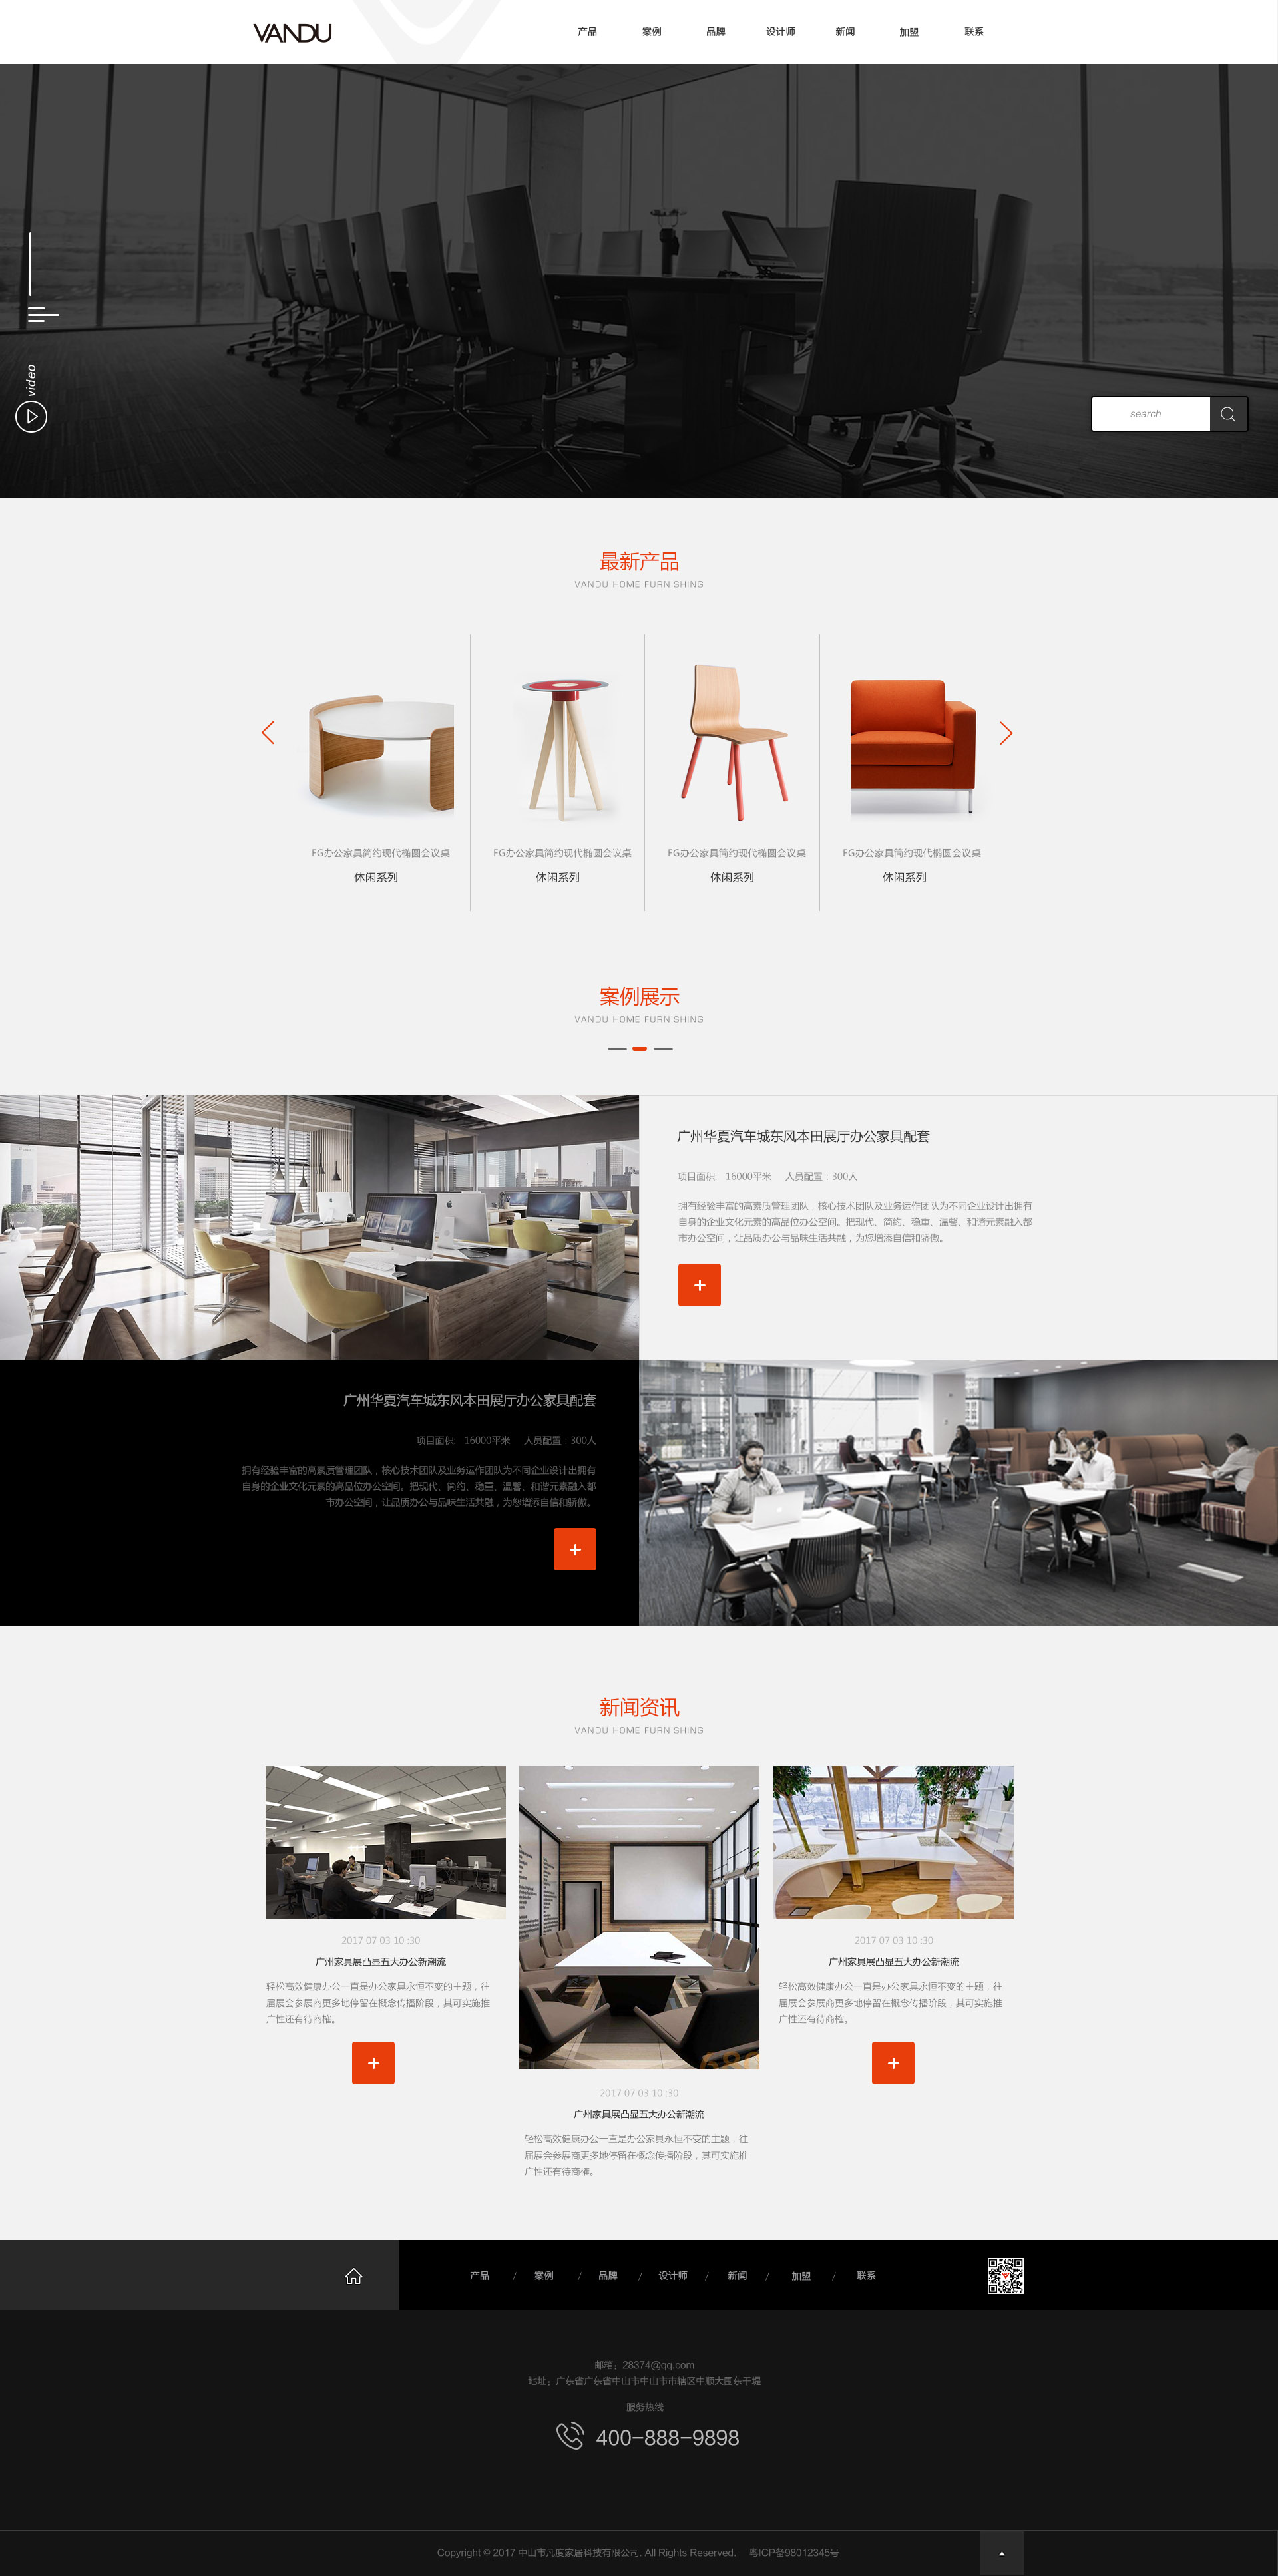 VANDU
产品 案例 品牌 设计师 新闻 加盟 联系
video
search
最新产品
VANDU HOME FURNISHING
FG办公家具简约现代椭圆会议桌
休闲系列
FG办公家具简约现代椭圆会议桌
休闲系列
FG办公家具简约现代椭圆会议桌
休闲系列
FG办公家具简约现代椭圆会议桌
休闲系列
案例展示
VANDU HOME FURNISHING
广州华夏汽车城东风本田展厅办公家具配套
项目面积: 16000平米 人员配置：300人
拥有经验丰富的高素质管理团队，核心技术团队及业务运作团队为不同企业设计出拥有
自身的企业文化元素的高品位办公空间。把现代、简约、稳重、温馨、和谐元素融入都
市办公空间，让品质办公与品味生活共融，为您增添自信和骄傲。
+
广州华夏汽车城东风本田展厅办公家具配套
项目面积: 16000平米 人员配置：300人
拥有经验丰富的高素质管理团队，核心技术团队及业务运作团队为不同企业设计出拥有
自身的企业文化元素的高品位办公空间。把现代、简约、稳重、温馨、和谐元素融入都
市办公空间，让品质办公与品味生活共融，为您增添自信和骄傲。
+
新闻资讯
VANDU HOME FURNISHING
2017 07 03 10 :30
广州家具展凸显五大办公新潮流
轻松高效健康办公一直是办公家具永恒不变的主题，往
届展会参展商更多地停留在概念传播阶段，其可实施推
广性还有待商榷。
+
2017 07 03 10 :30
广州家具展凸显五大办公新潮流
轻松高效健康办公一直是办公家具永恒不变的主题，往
届展会参展商更多地停留在概念传播阶段，其可实施推
广性还有待商榷。
2017 07 03 10 :30
广州家具展凸显五大办公新潮流
轻松高效健康办公一直是办公家具永恒不变的主题，往
届展会参展商更多地停留在概念传播阶段，其可实施推
广性还有待商榷。
+
产品 / 案例 / 品牌 / 设计师 / 新闻 / 加盟 / 联系
邮箱：28374@qq.com
地址：广东省广东省中山市中山市市辖区中顺大围东干堤
服务热线
400-888-9898
Copyright © 2017 中山市凡度家居科技有限公司. All Rights Reserved. 粤ICP备98012345号